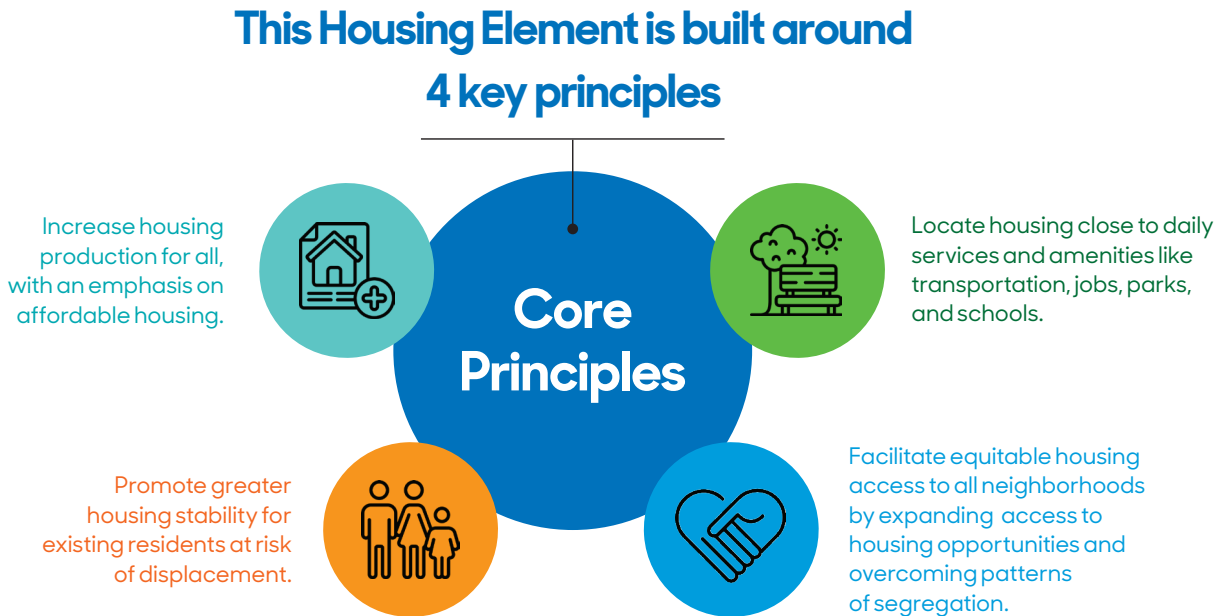 This Housing Element is built around
4 key principles
Increase housing
production for all,
with an emphasis on
affordable housing.
Core
Principles
Locate housing close to daily
services and amenities like
transportation, jobs, parks,
and schools.
Promote greater
housing stability for
existing residents at risk
of displacement.
Facilitate equitable housing
access to all neighborhoods
by expanding  access to
housing opportunities and
overcoming patterns
of segregation.